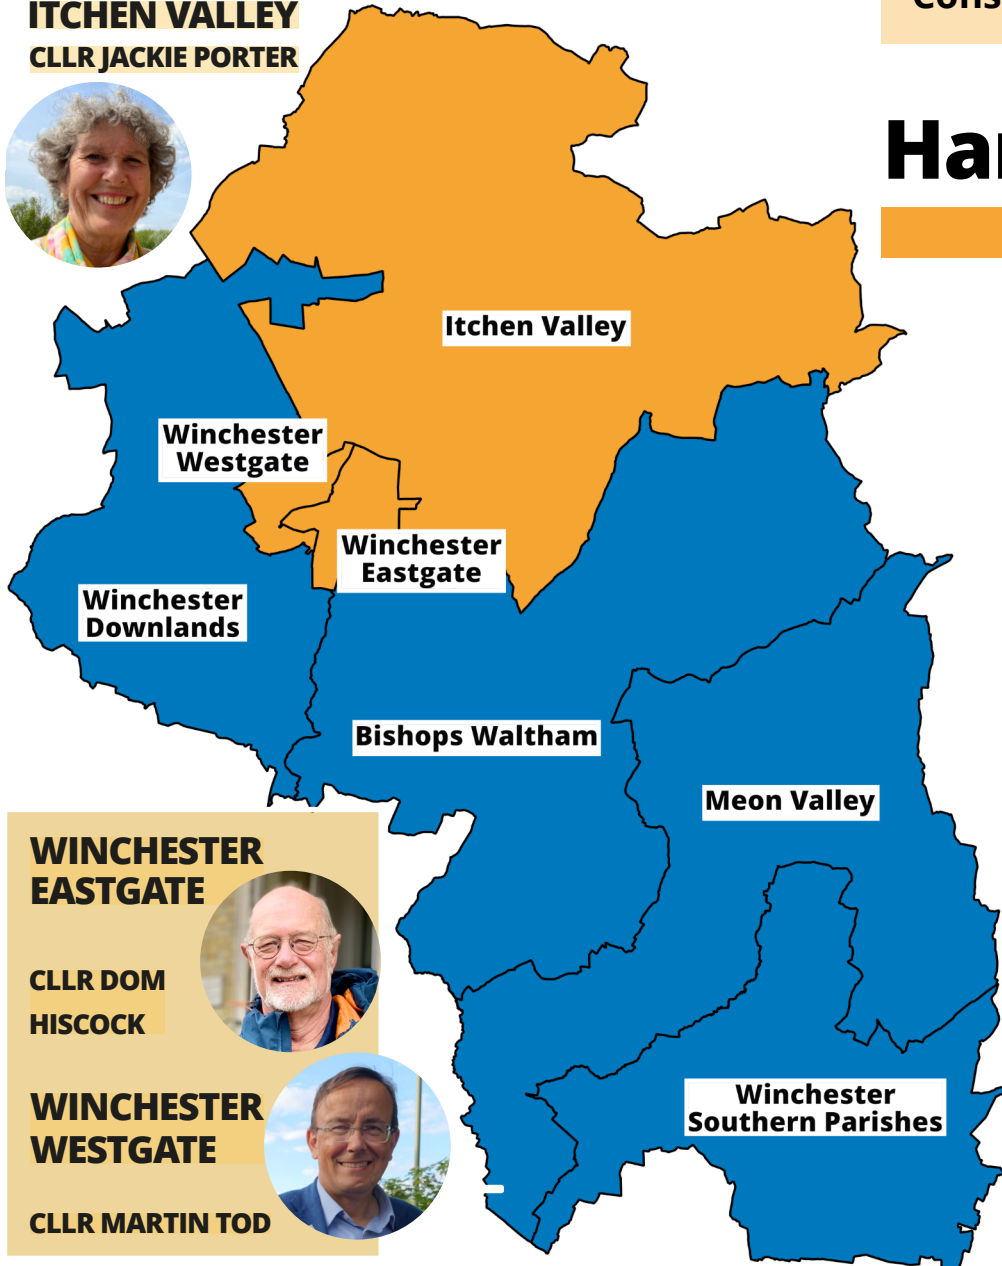 ITCHEN VALLEY
CLLR JACKIE PORTER
Itchen Valley
Winchester
Westgate
Winchester
Eastgate
Winchester
Downlands
Bishops Waltham
Meon Valley
Winchester
Southern Parishes
WINCHESTER
EASTGATE
CLLR DOM
HISCOCK
WINCHESTER
WESTGATE
CLLR MARTIN TOD